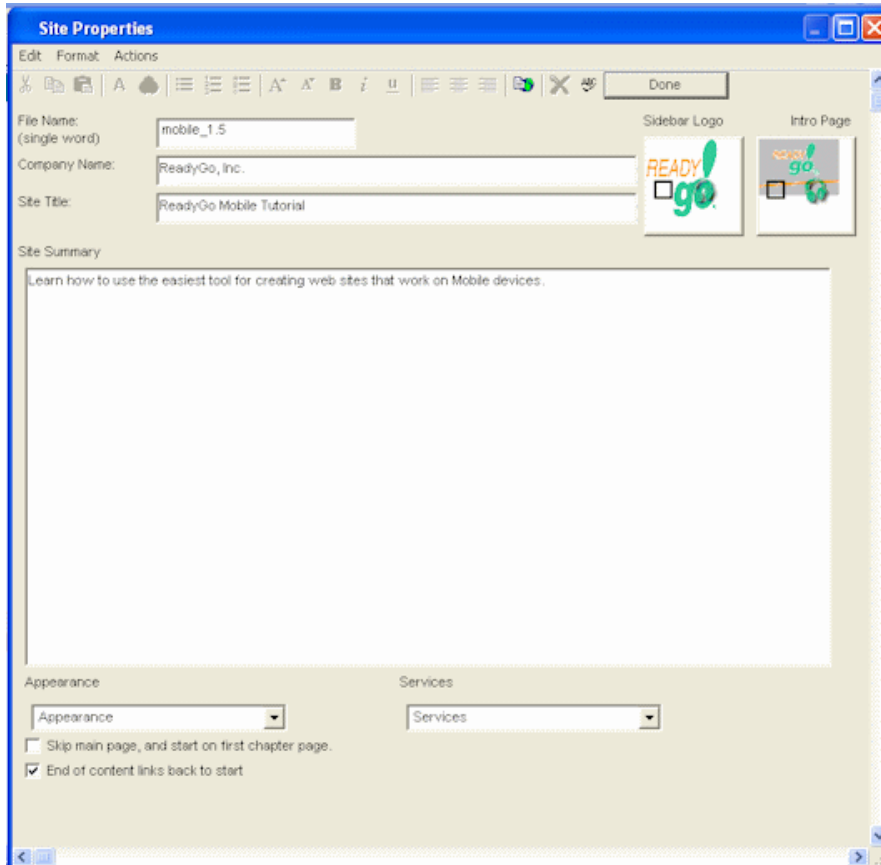 Site Properties
Edit Format Actions
A A A B i u ABC Done
File Name:
(single word)
mobile_1.5
Sidebar Logo Intro Page
Company Name:
ReadyGo, Inc.
READY!
go
go
Site Title:
ReadyGo Mobile Tutorial
Site Summary
Learn how to use the easiest tool for creating web sites that work on Mobile devices.
Appearance Services
Appearance Services
Skip main page, and start on first chapter page.
End of content links back to start